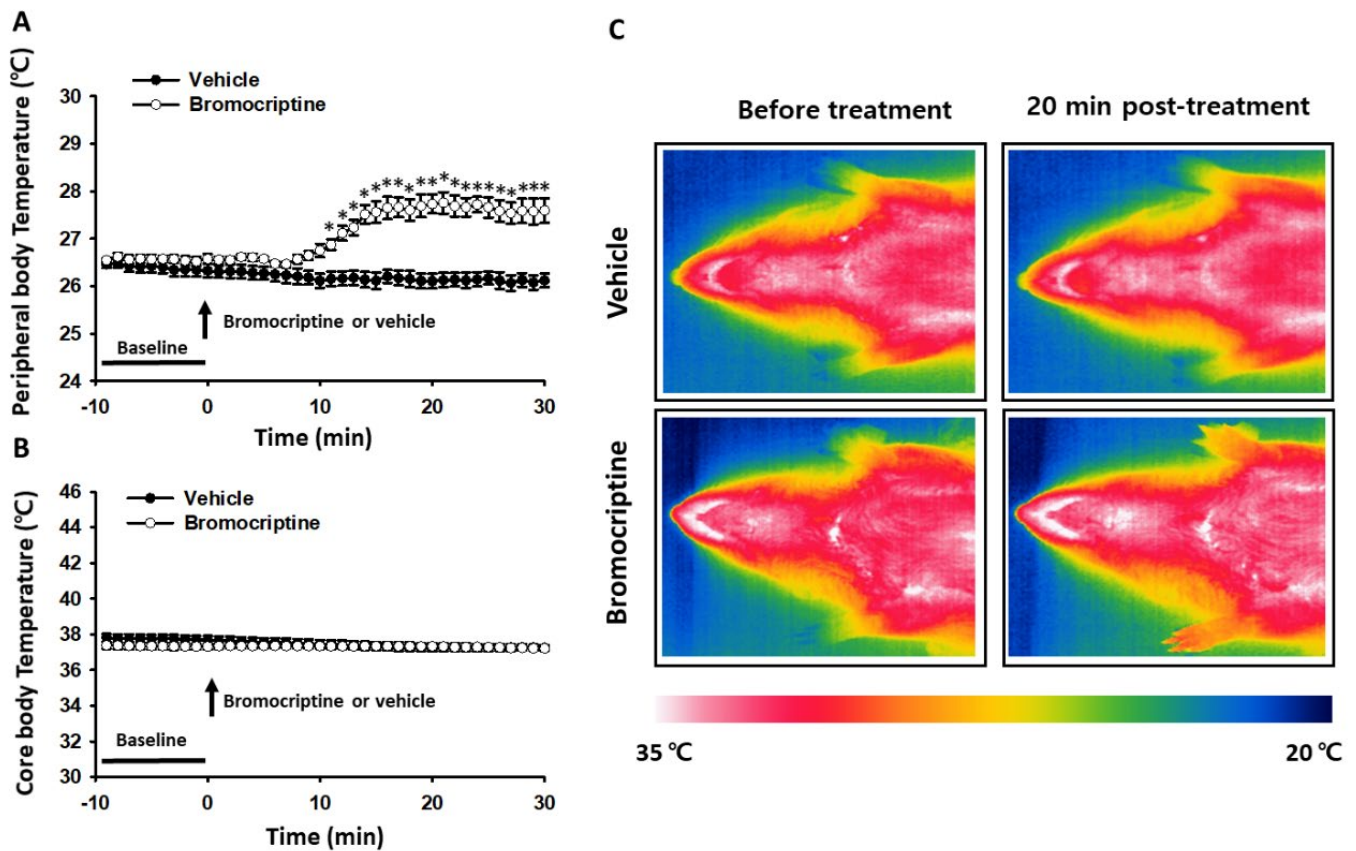 A
Peripheral body Temperature (℃)
Vehicle
Bromocriptine
30
29
28
27
26
25
24
*************** *****
Bromocriptine or vehicle
Baseline
-10
0
10
20
30
Time (min)
B
Core body Temperature (℃)
Vehicle
Bromocriptine
46
44
42
40
38
36
34
32
30
Bromocriptine or vehicle
Baseline
-10
0
10
20
30
Time (min)
C
Before treatment
20 min post-treatment
Vehicle
Bromocriptine
35 ℃
20 ℃